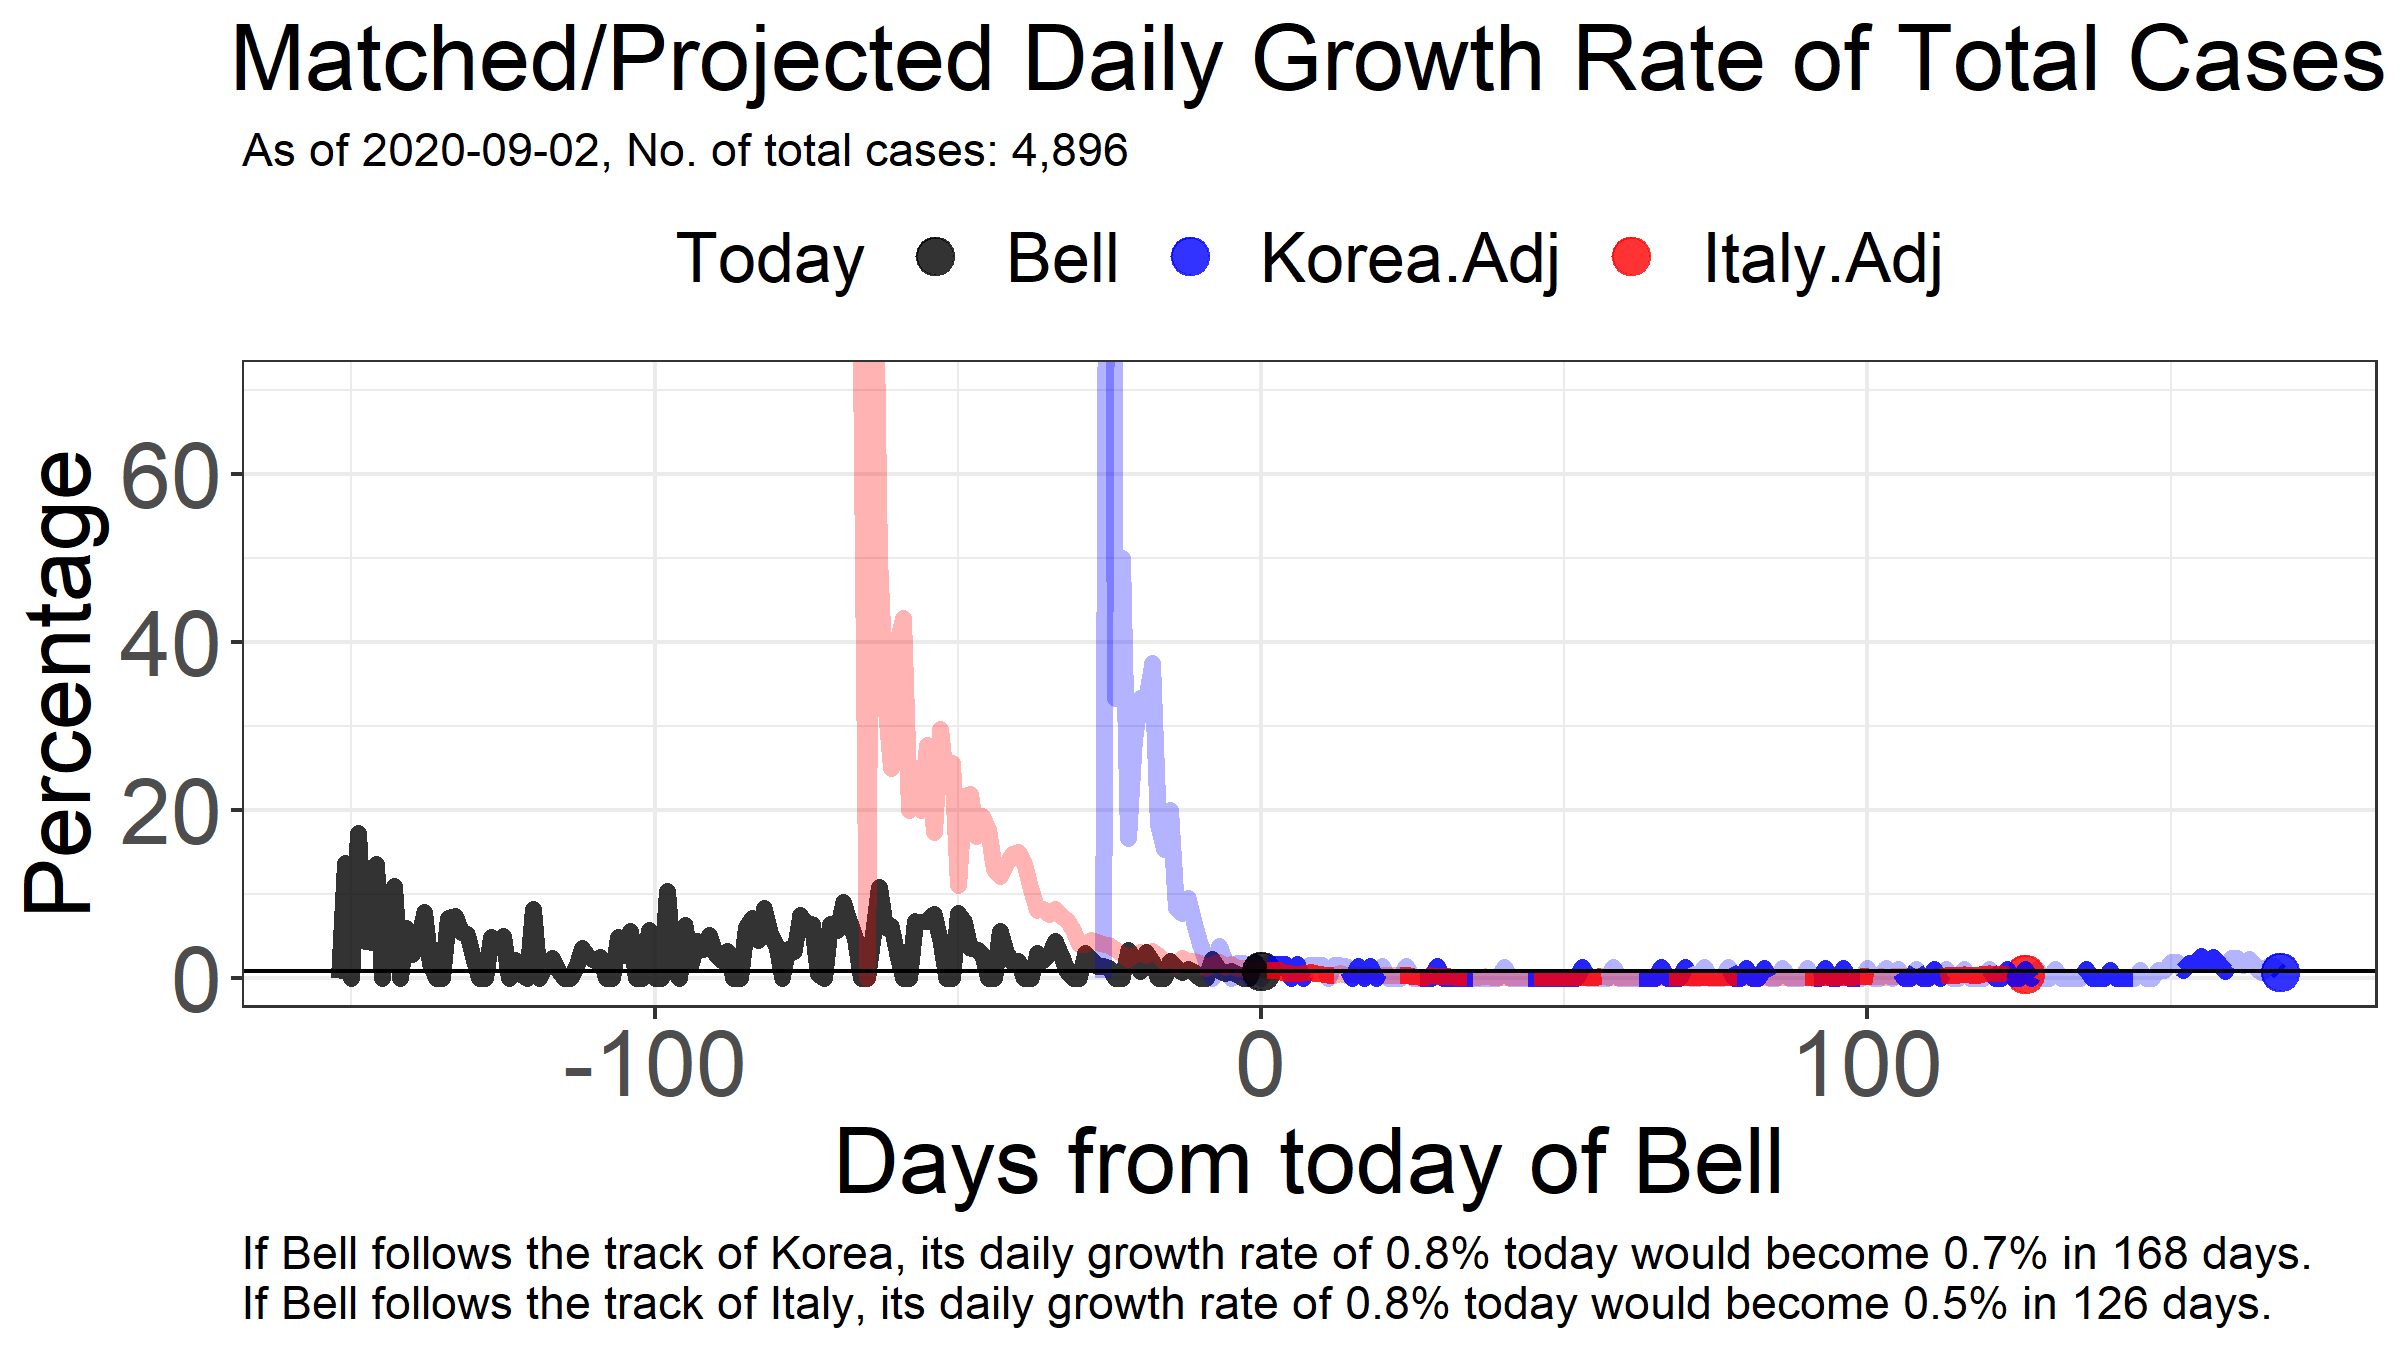 Matched/Projected Daily Growth Rate of Total Cases
As of 2020-09-02, No. of total cases: 4,896
Today Bell Korea.Adj Italy.Adj
Percentage
60
40
20
0
-100 0 100
Days from today of Bell
If Bell follows the track of Korea, its daily growth rate of 0.8% today would become 0.7% in 168 days.
If Bell follows the track of Italy, its daily growth rate of 0.8% today would become 0.5% in 126 days.